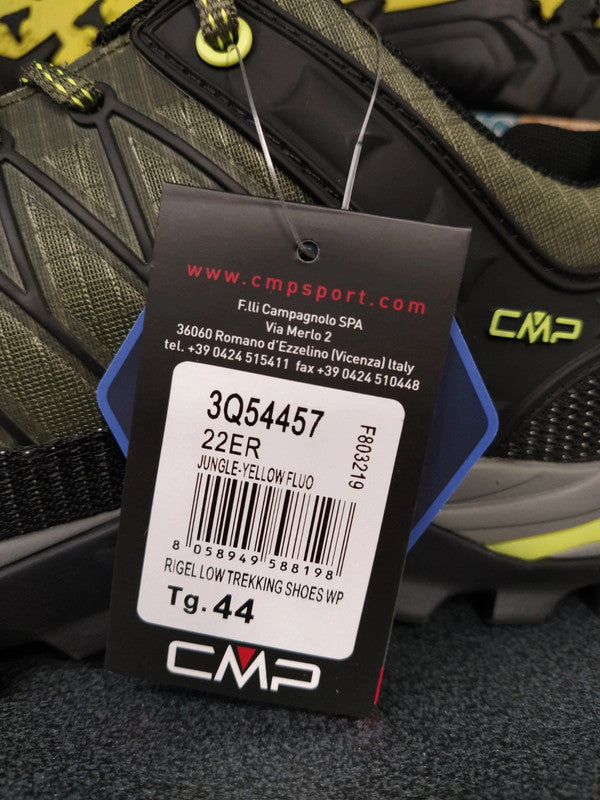 www.cmpsport.com
F.lli Campagnolo SPA
Via Merlo 2
36060 Romano d'Ezzelino (Vicenza) Italy
tel. +39 0424 515411 fax +39 0424 510448
CMP
3Q54457
22ER
JUNGLE-YELLOW FLUO
F803219
8 058949 588198
RIGEL LOW TREKKING SHOES WP
Tg. 44
CMP